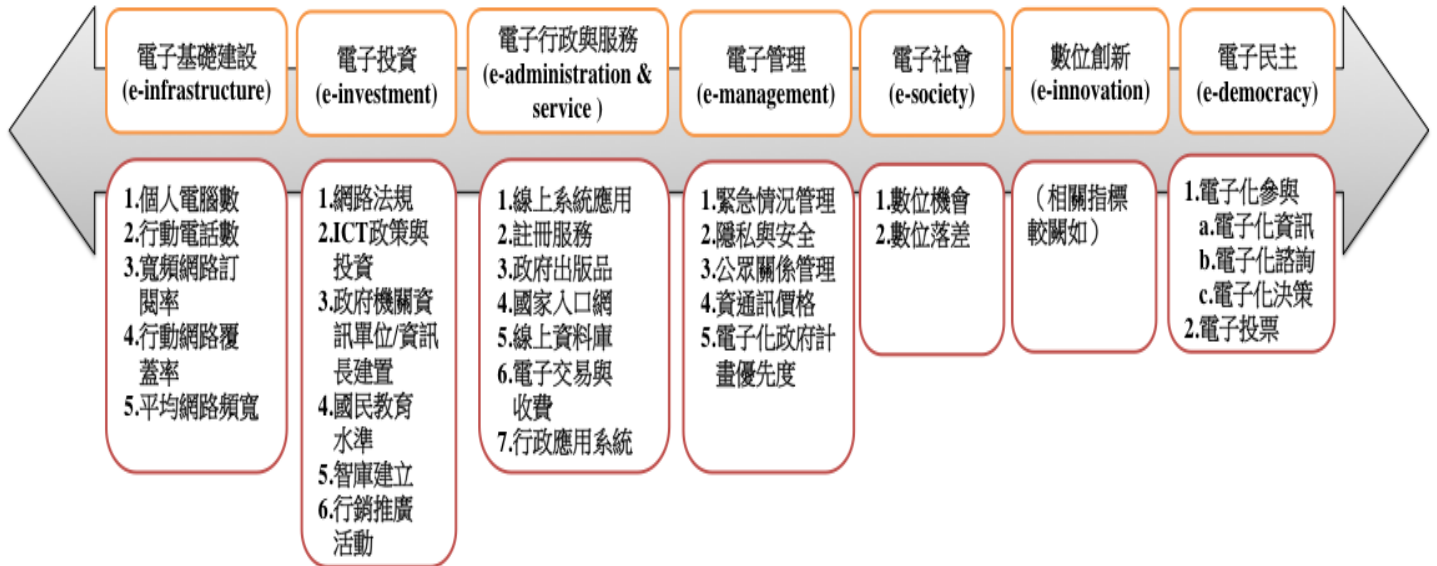 電子基礎建設
(e-infrastructure)
電子投資
(e-investment)
電子行政與服務
(e-administration &
service )
電子管理
(e-management)
電子社會
(e-society)
數位創新
(e-innovation)
電子民主
(e-democracy)
1.個人電腦數
2.行動電話數
3.寬頻網路訂
閱率
4.行動網路覆
蓋率
5.平均網路頻寬
1.網路法規
2.ICT政策與
投資
3.政府機關資
訊單位/資訊
長建置
4.國民教育
水準
5.智庫建立
6.行銷推廣
活動
1.線上系統應用
2.註冊服務
3.政府出版品
4.國家入口網
5.線上資料庫
6.電子交易與
收費
7.行政應用系統
1.緊急情況管理
2.隱私與安全
3.公眾關係管理
4.資通訊價格
5.電子化政府計
畫優先度
1.數位機會
2.數位落差
（相關指標
較闕如）
1.電子化參與
a.電子化資訊
b.電子化諮詢
c.電子化決策
2.電子投票